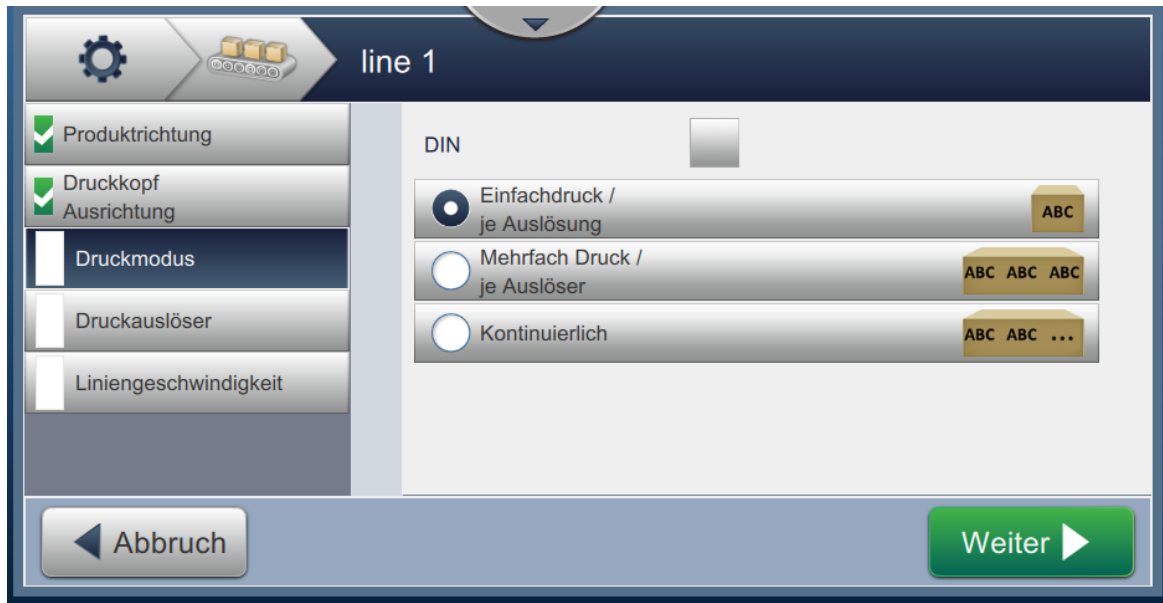 line 1
Produktrichtung
Druckkopf
Ausrichtung
Druckmodus
Druckauslöser
Liniengeschwindigkeit
DIN
Einfachdruck /
je Auslösung
ABC
Mehrfach Druck /
je Auslöser
ABC ABC ABC
Kontinuierlich
ABC ABC ...
Abbruch
Weiter